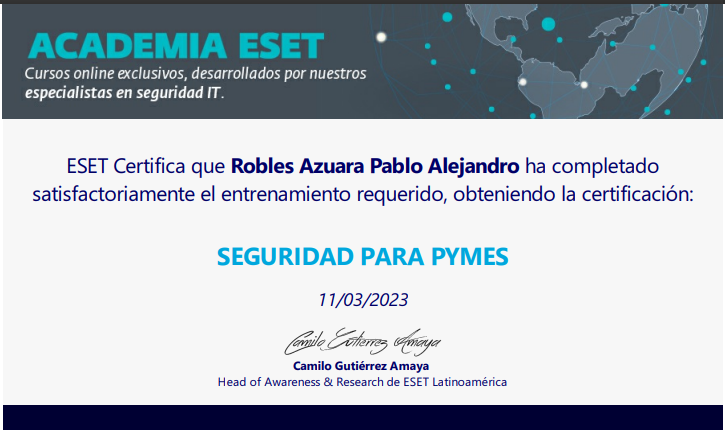 ACADEMIA ESET
Cursos online exclusivos, desarrollados por nuestros
especialistas en seguridad IT.
ESET Certifica que Robles Azuara Pablo Alejandro ha completado
satisfactoriamente el entrenamiento requerido, obteniendo la certificación:
SEGURIDAD PARA PYMES
11/03/2023
Camilo Gutierrez Amaya
Camilo Gutiérrez Amaya
Head of Awareness & Research de ESET Latinoamérica